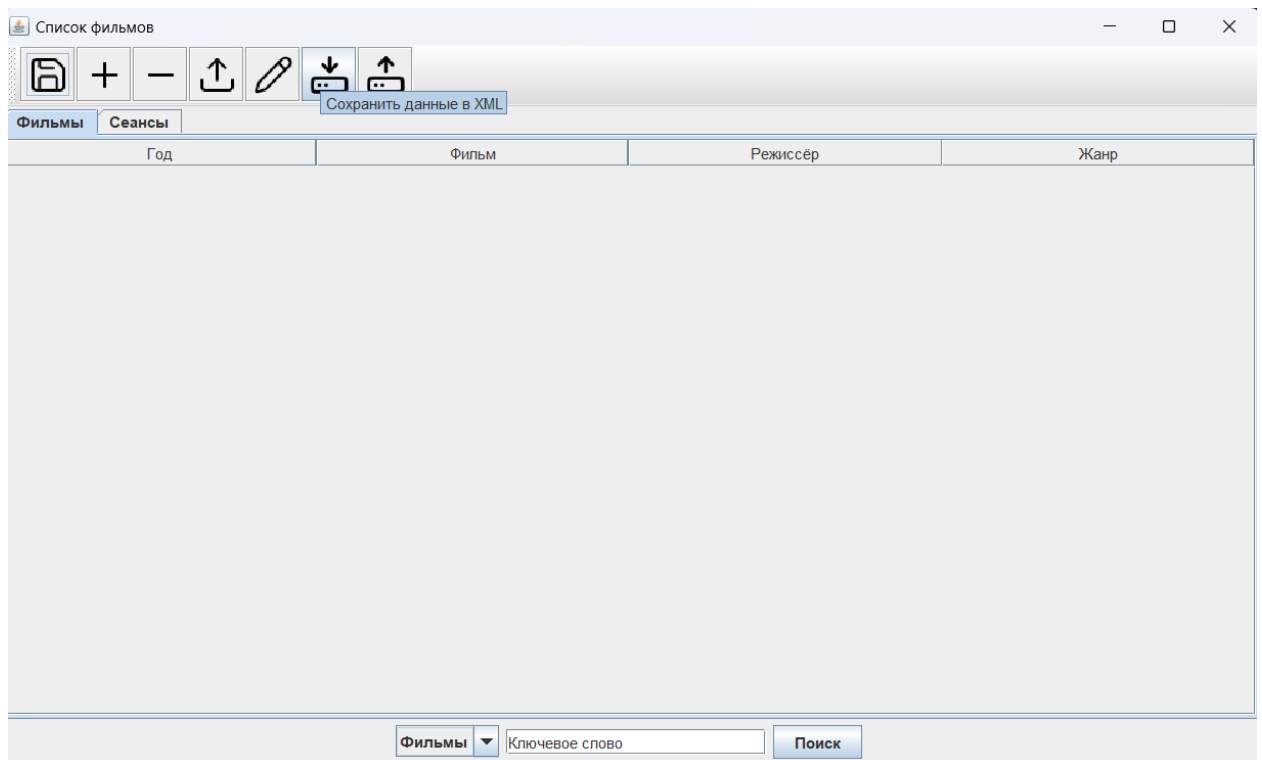 Список фильмов
Сохранить данные в XML
Фильмы Сеансы
Год Фильм Режиссёр Жанр
Фильмы Ключевое слово Поиск